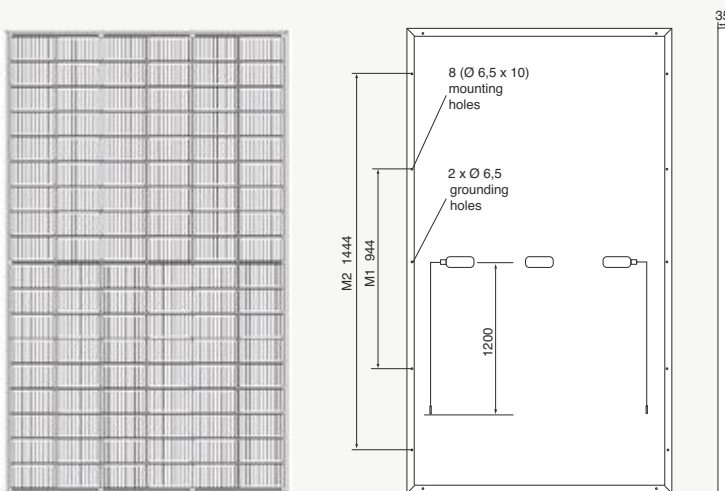 35
8 (Ø 6,5 x 10)
mounting
holes
2 x Ø 6,5
grounding
holes
M2 1444
M1 944
1200